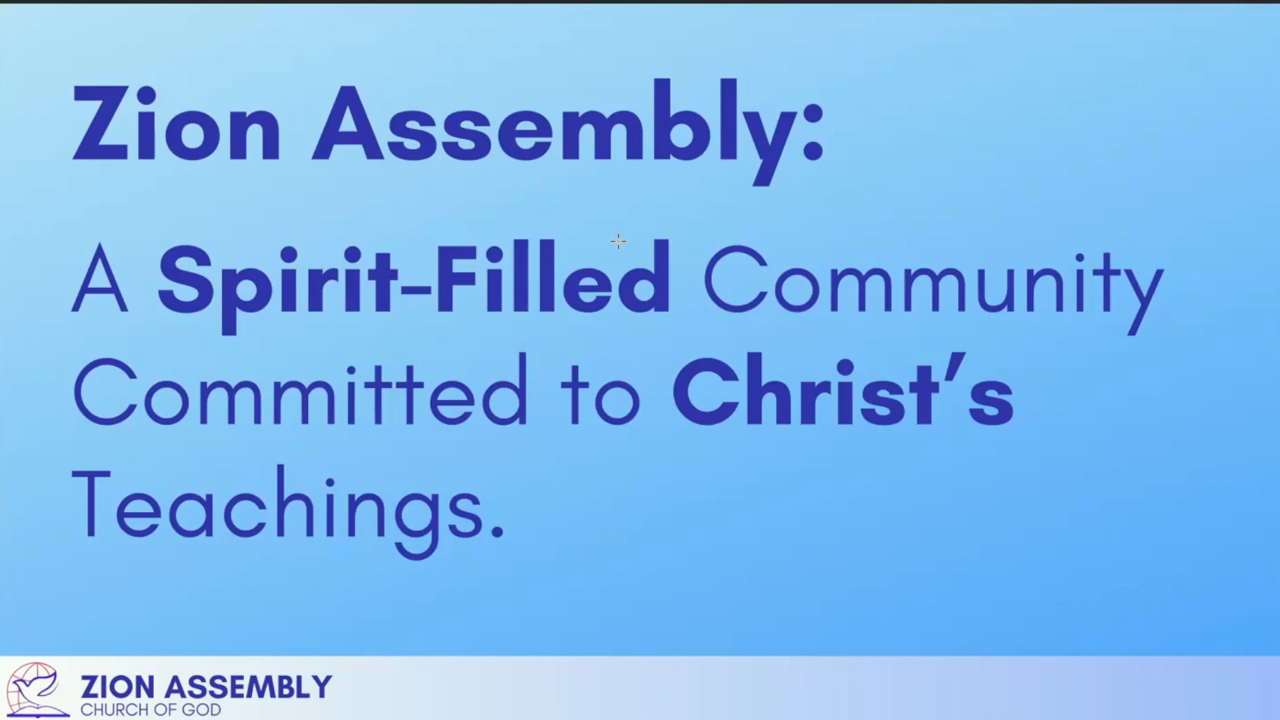 Zion Assembly:
A Spirit-Filled Community
Committed to Christ’s
Teachings.
ZION ASSEMBLY
CHURCH OF GOD